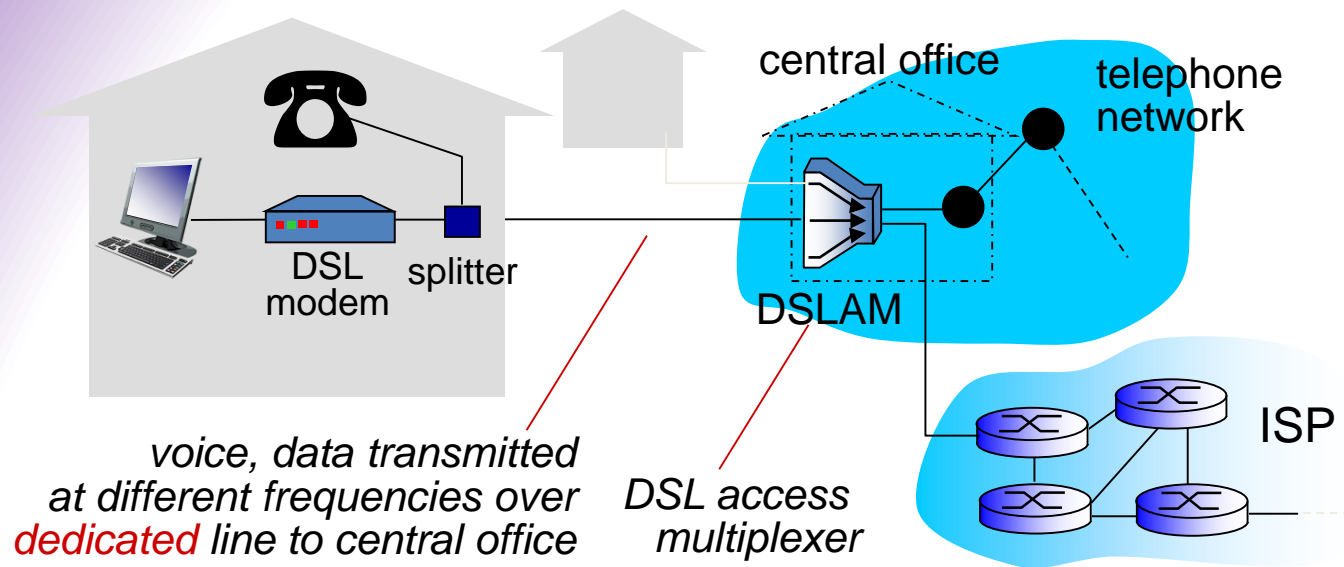 central office
telephone
network
DSL
modem
splitter
DSLAM
ISP
voice, data transmitted
at different frequencies over
dedicated line to central office
DSL access
multiplexer